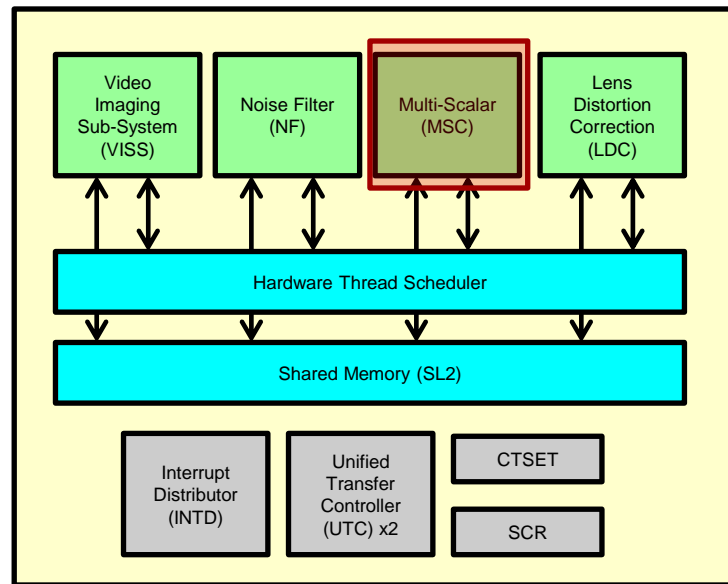 Video
Imaging
Sub-System
(VISS)
Noise Filter
(NF)
Multi-Scalar
(MSC)
Lens
Distortion
Correction
(LDC)
Hardware Thread Scheduler
Shared Memory (SL2)
Interrupt
Distributor
(INTD)
Unified
Transfer
Controller
(UTC) x2
CTSET
SCR